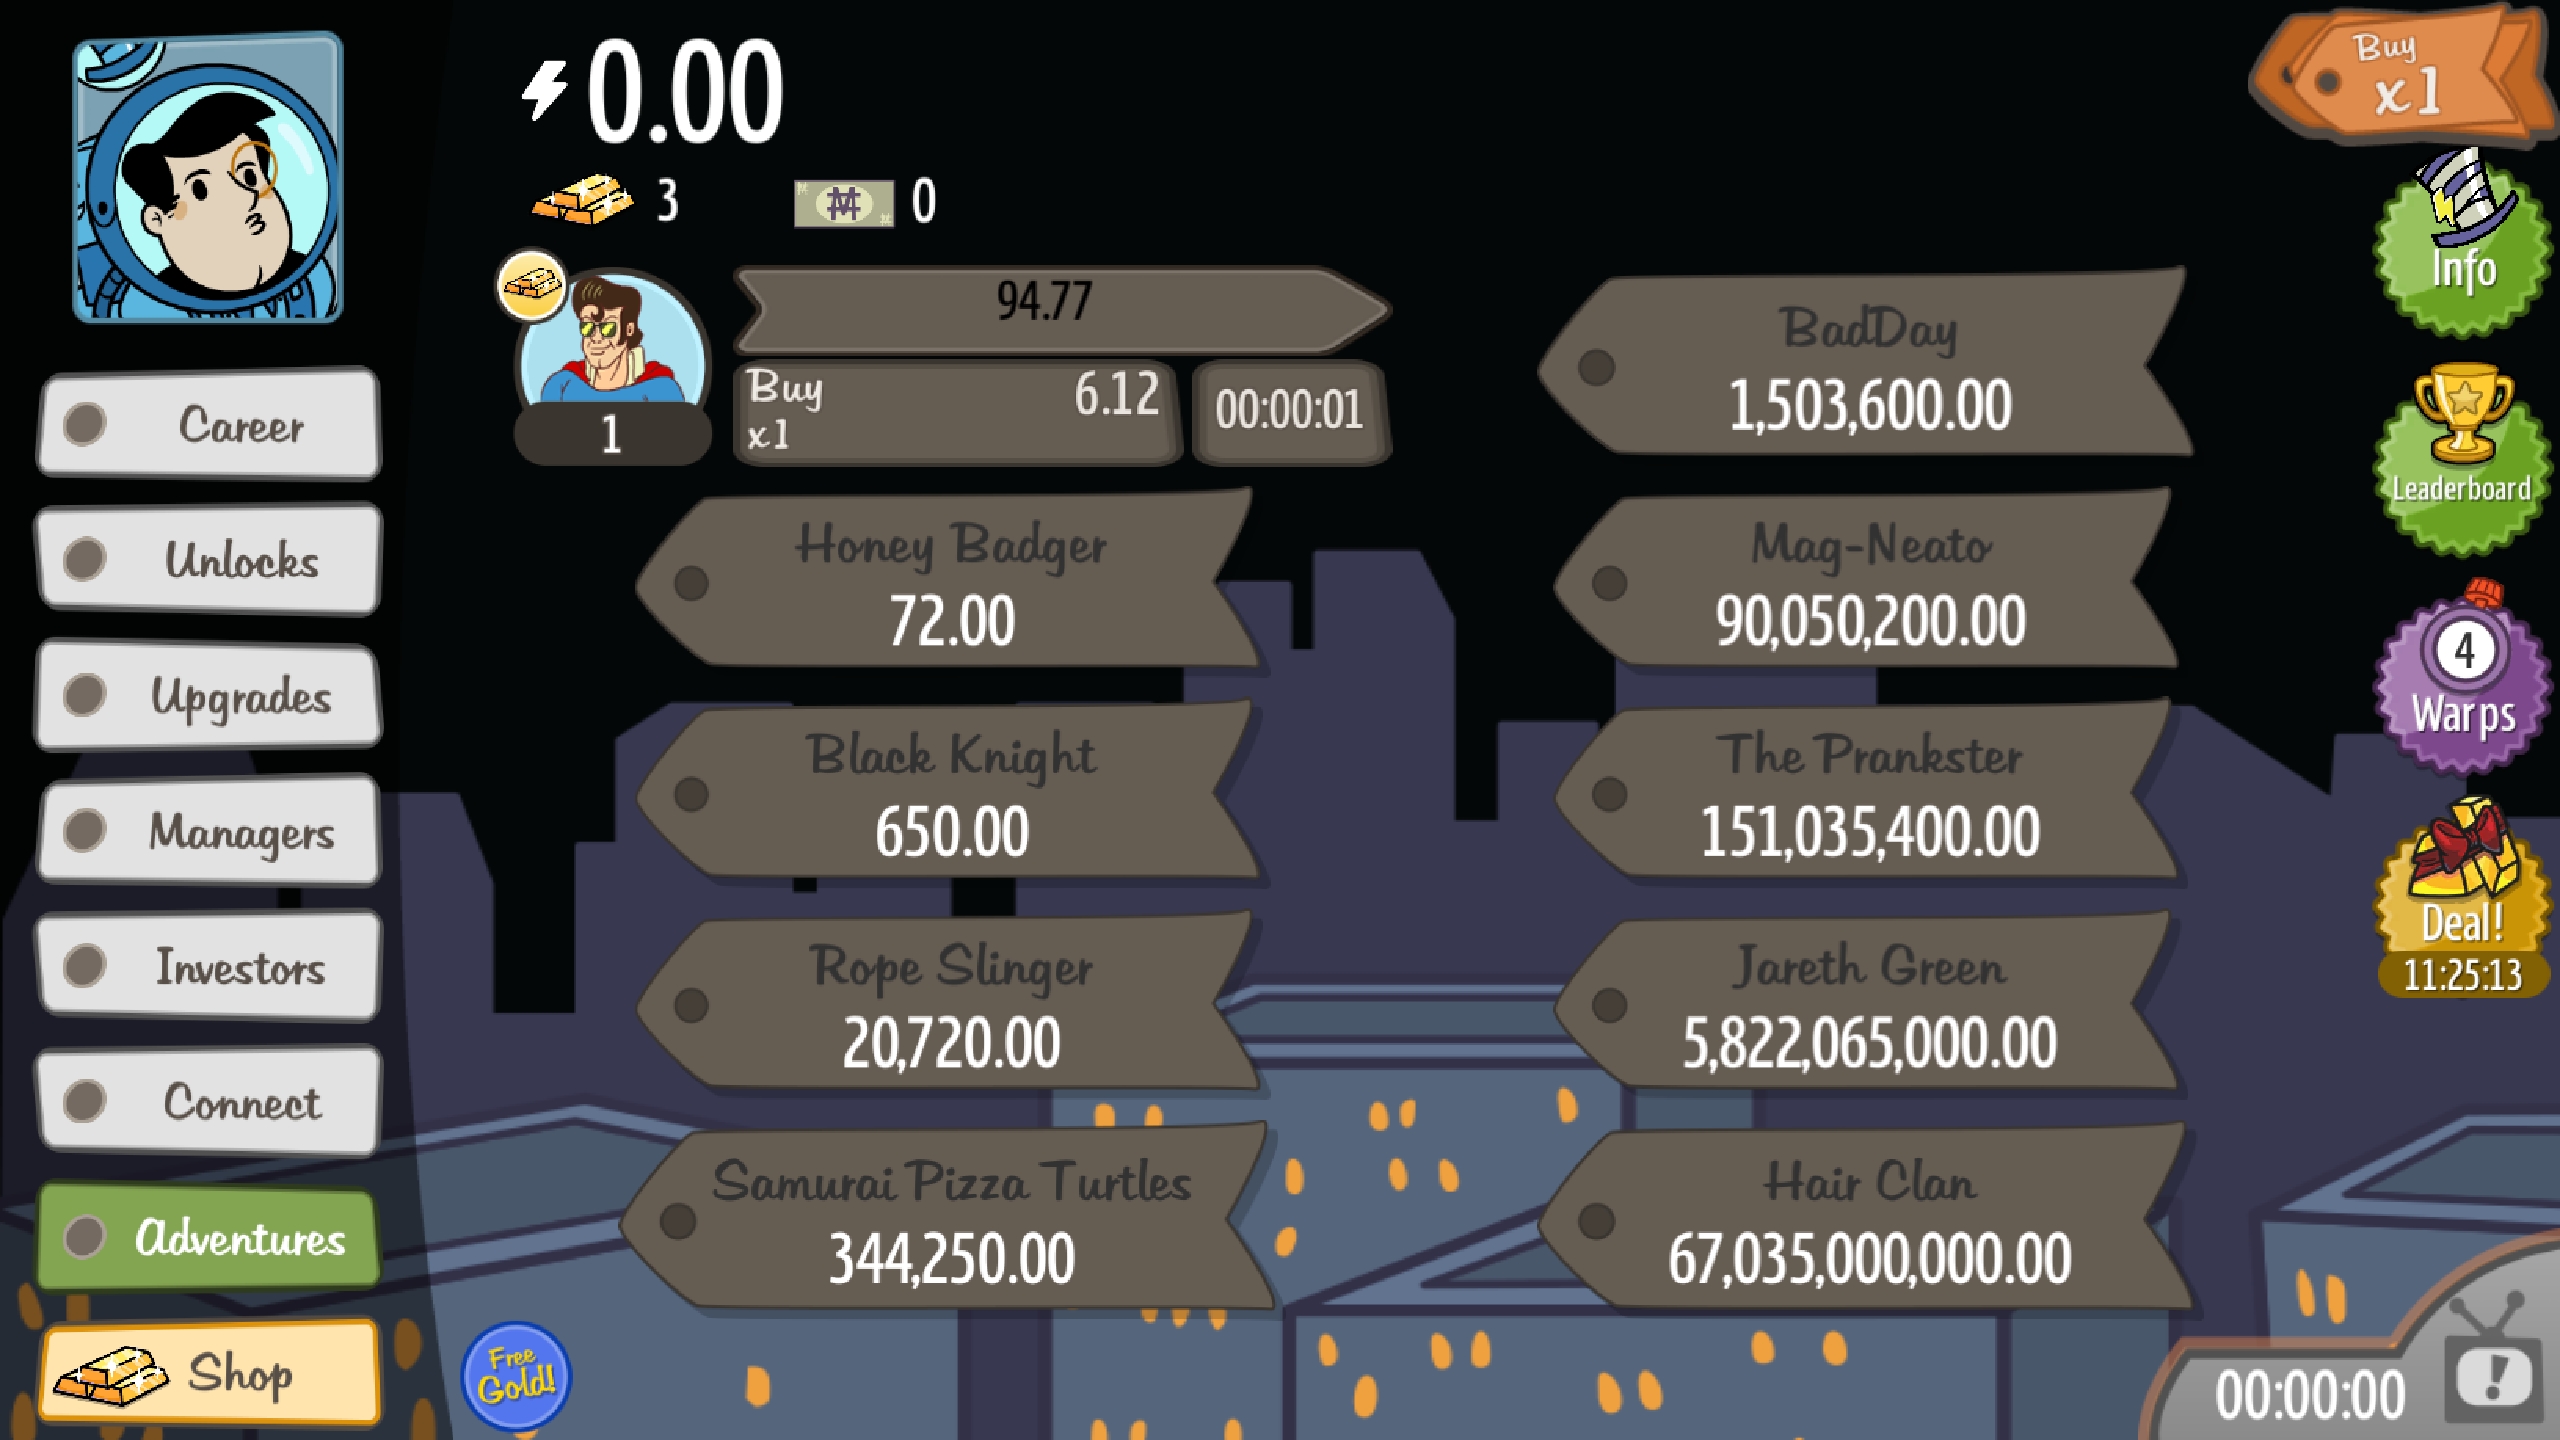 0.00
3
0
Buy
x1
Info
Leaderboard
4
Warps
Deal!
11:25:13
Career
Unlocks
Upgrades
Managers
Investors
Connect
Adventures
Shop
94.77
Buy
x1
6.12
00:00:01
1
Honey Badger
72.00
Black Knight
650.00
Rope Slinger
20,720.00
Samurai Pizza Turtles
344,250.00
BadDay
1,503,600.00
Mag-Neato
90,050,200.00
The Prankster
151,035,400.00
Jareth Green
5,822,065,000.00
Hair Clan
67,035,000,000.00
Free
Gold!
00:00:00
!